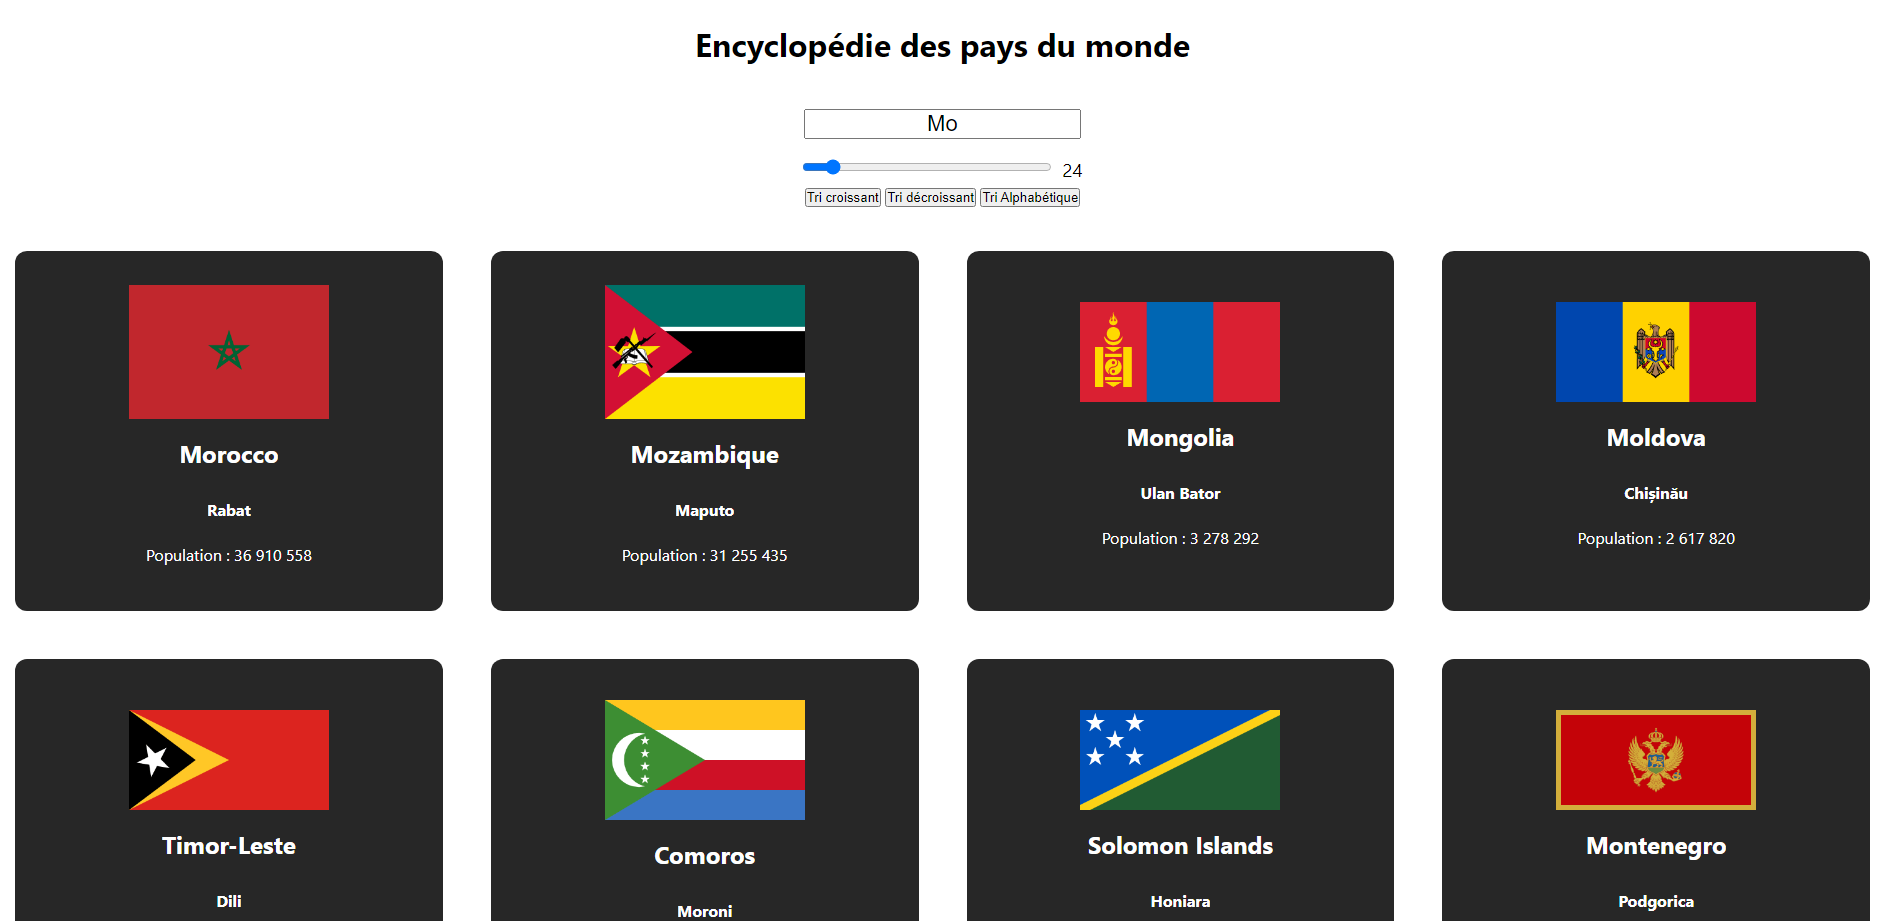 Encyclopédie des pays du monde
Mo
24
Tri croissant Tri décroissant Tri Alphabétique
Morocco
Rabat
Population : 36 910 558
Mozambique
Maputo
Population : 31 255 435
Mongolia
Ulan Bator
Population : 3 278 292
Moldova
Chișinău
Population : 2 617 820
Timor-Leste
Dili
Comoros
Moroni
Solomon Islands
Honiara
Montenegro
Podgorica